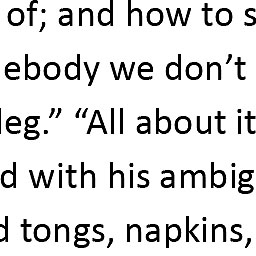 of; and how to s
ebody we don’t
leg.” “All about it
d with his ambig
d tongs, napkins,